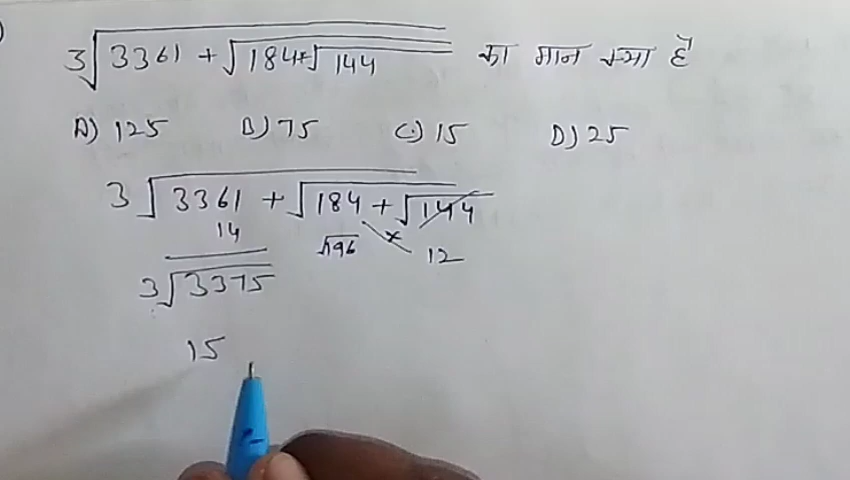 3√3361 + √184+√144 का मान क्या है
A) 125 B) 75 C) 15 D) 25
3√3361 + √184 + √144
14 √196 + 12
3√3375
15